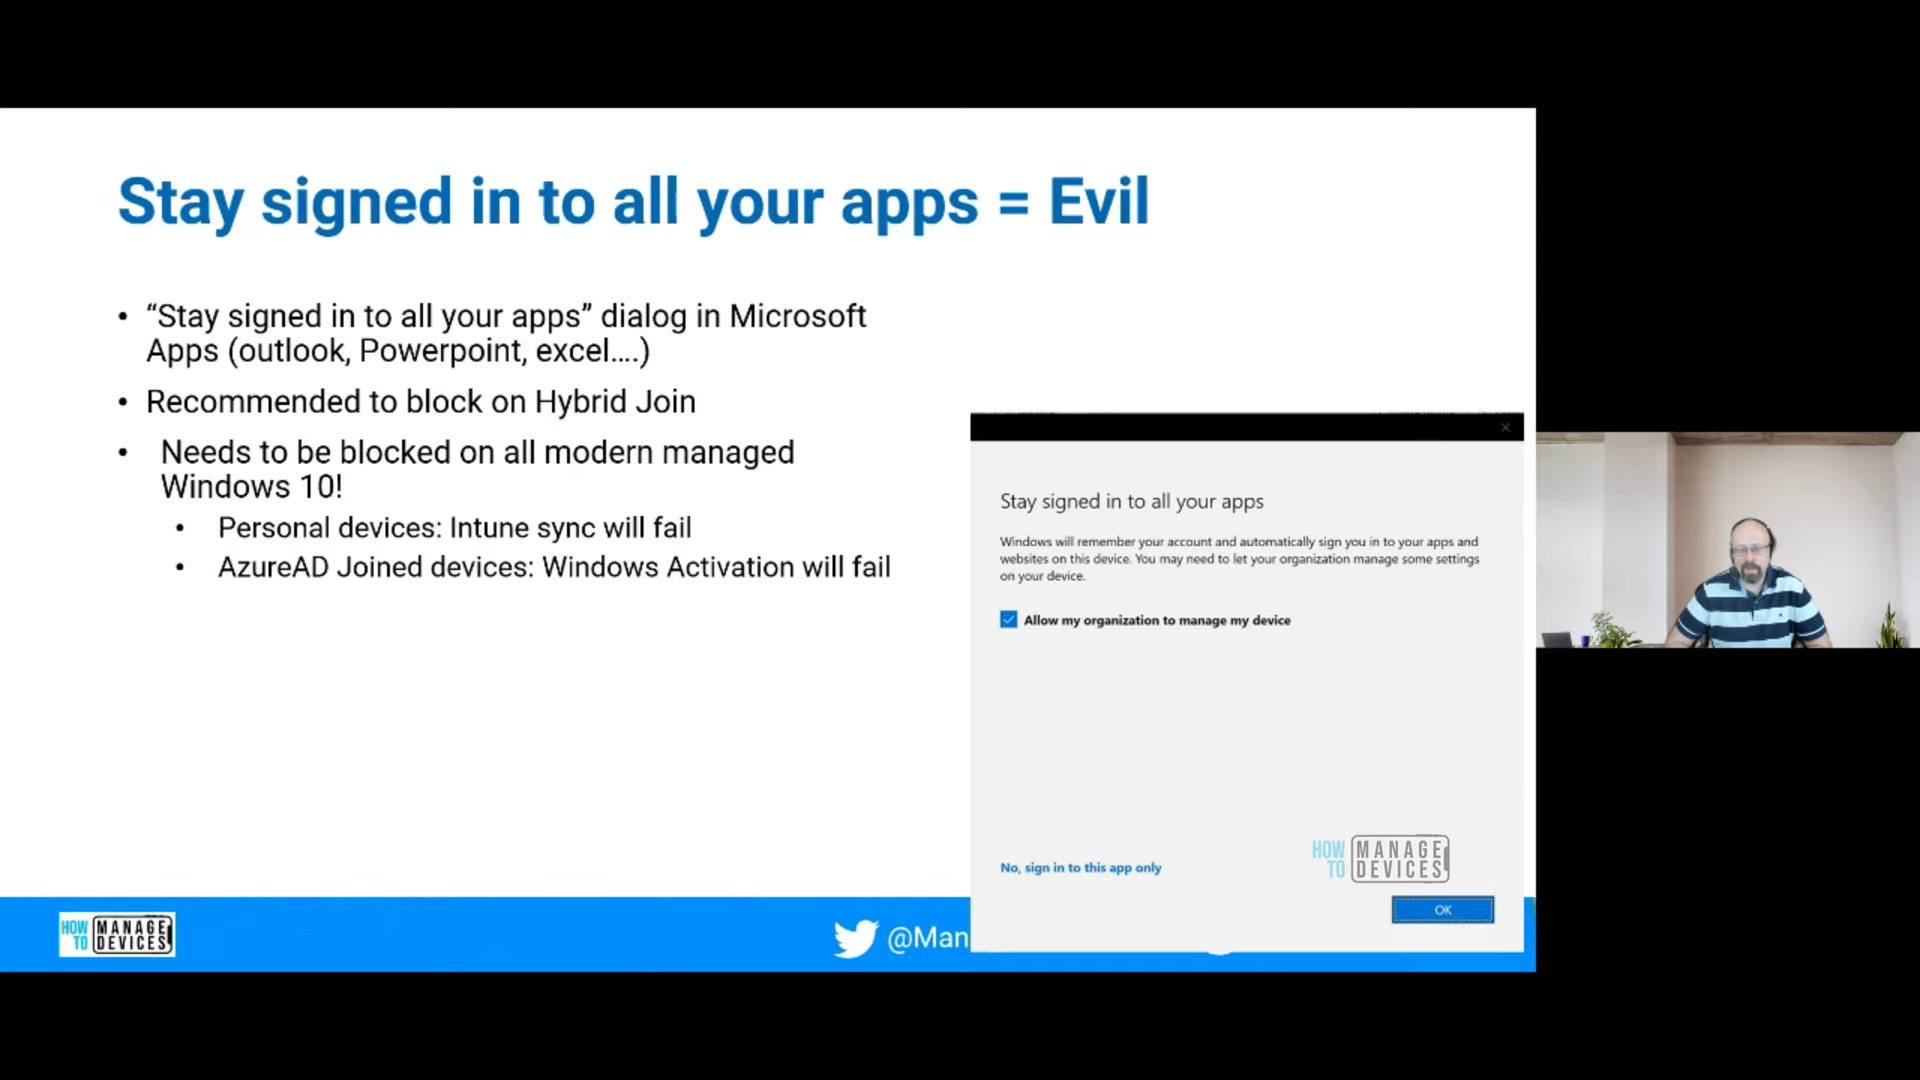 Stay signed in to all your apps = Evil
• “Stay signed in to all your apps” dialog in Microsoft
Apps (outlook, Powerpoint, excel....)
• Recommended to block on Hybrid Join
• Needs to be blocked on all modern managed
Windows 10!
• Personal devices: Intune sync will fail
• AzureAD Joined devices: Windows Activation will fail
Stay signed in to all your apps
Windows will remember your account and automatically sign you in to your apps and
websites on this device. You may need to let your organization manage some settings
on your device.
Allow my organization to manage my device
No, sign in to this app only
HOW TO MANAGE DEVICES
OK
HOW TO MANAGE DEVICES
@Man